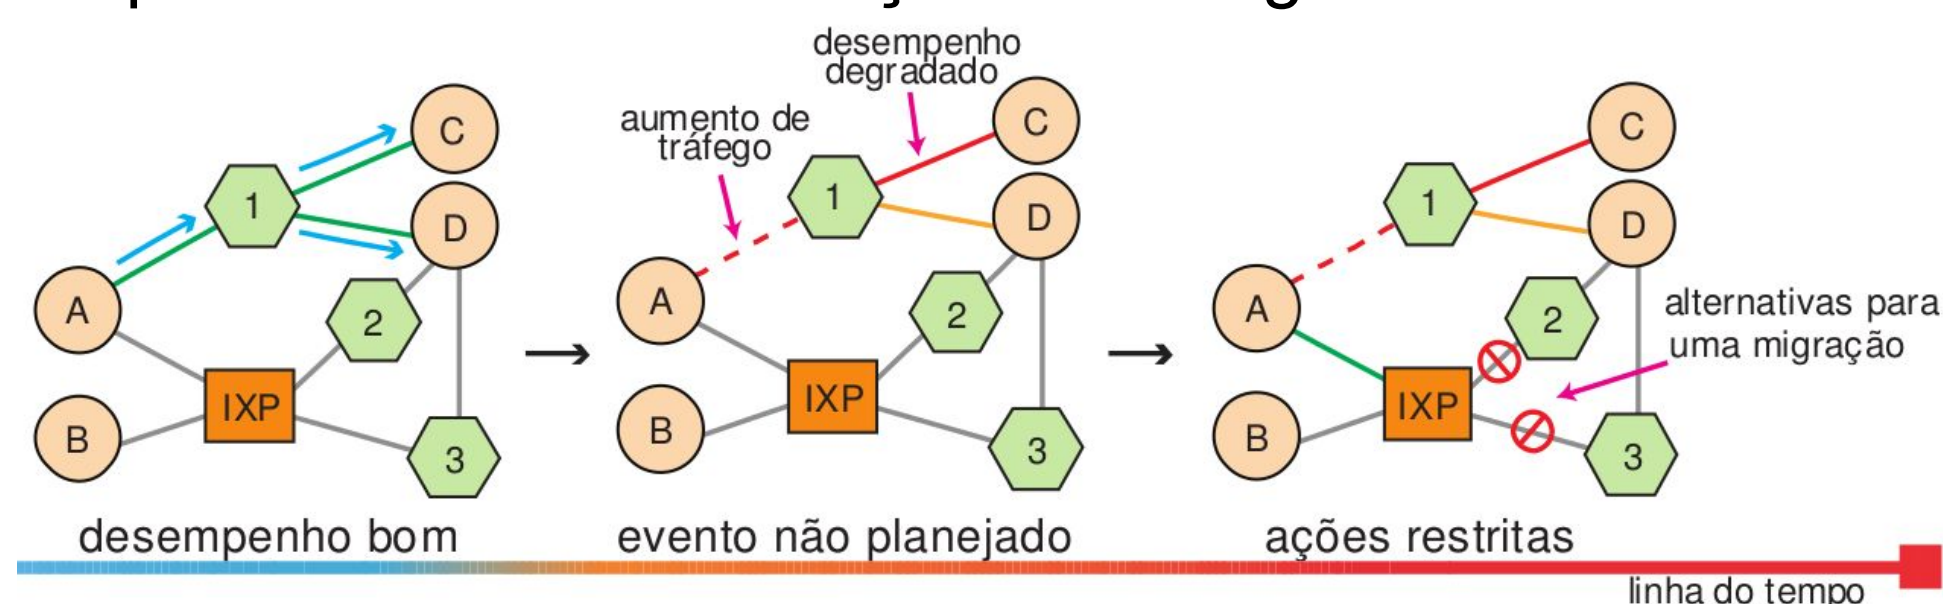 desempenho
degradado
aumento de
tráfego
C
1
D
A
2
IXP
B
3
desempenho bom
C
1
D
A
2
IXP
B
3
evento não planejado
C
1
D
A
2
alternativas para
uma migração
IXP
B
3
ações restritas
linha do tempo